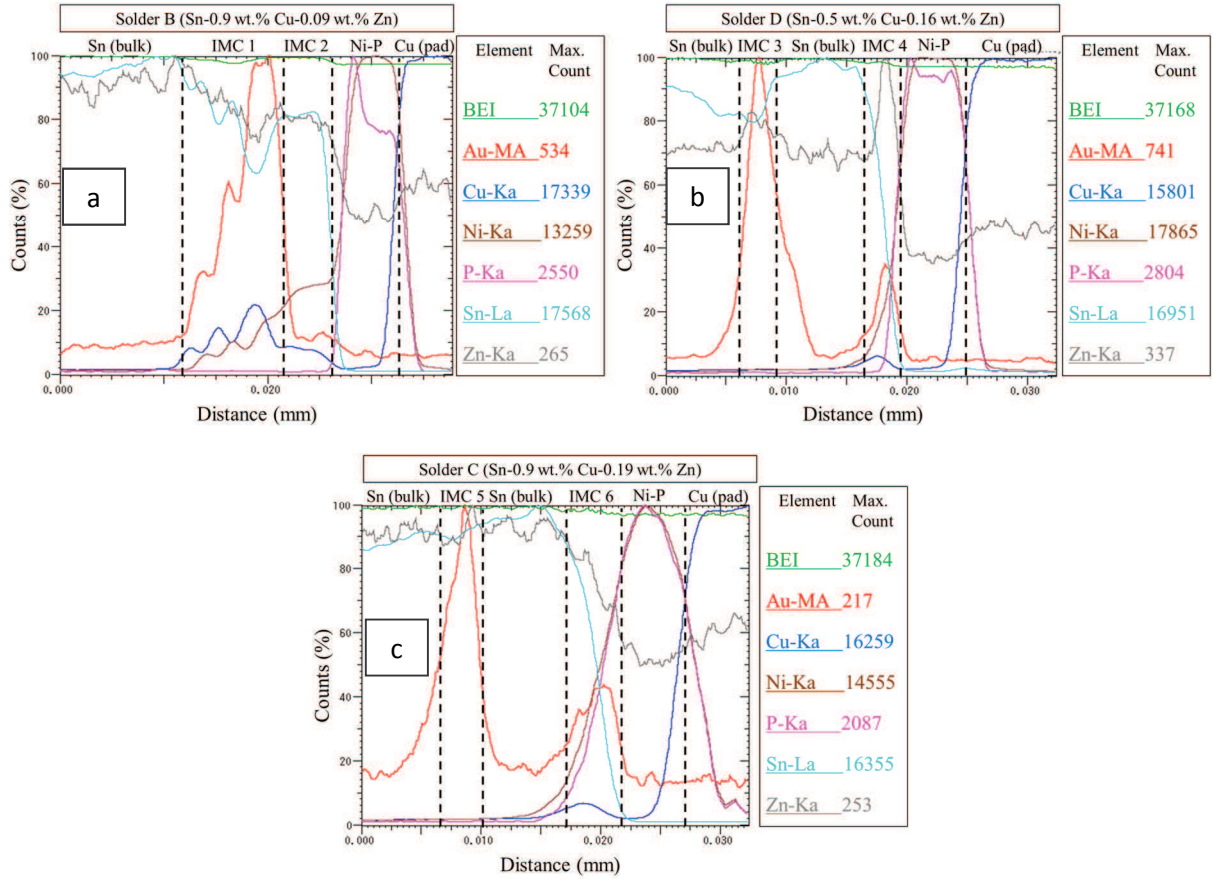 Solder B (Sn-0.9 wt.% Cu-0.09 wt.% Zn)
Sn (bulk) IMC 1 IMC 2 Ni-P Cu (pad)
100
80
60
40
20
0
Counts (%)
a
0.000 0.020
Distance (mm)
Element Max. Count
BEI 37104
Au-MA 534
Cu-Ka 17339
Ni-Ka 13259
P-Ka 2550
Sn-La 17568
Zn-Ka 265
Solder D (Sn-0.5 wt.% Cu-0.16 wt.% Zn)
Sn (bulk) IMC 3 Sn (bulk) IMC 4 Ni-P Cu (pad)
100
80
60
40
20
0
Counts (%)
b
0.000 0.010 0.020 0.030
Distance (mm)
Element Max. Count
BEI 37168
Au-MA 741
Cu-Ka 15801
Ni-Ka 17865
P-Ka 2804
Sn-La 16951
Zn-Ka 337
Solder C (Sn-0.9 wt.% Cu-0.19 wt.% Zn)
Sn (bulk) IMC 5 Sn (bulk) IMC 6 Ni-P Cu (pad)
100
80
60
40
20
0
Counts (%)
c
0.000 0.010 0.020 0.030
Distance (mm)
Element Max. Count
BEI 37184
Au-MA 217
Cu-Ka 16259
Ni-Ka 14555
P-Ka 2087
Sn-La 16355
Zn-Ka 253